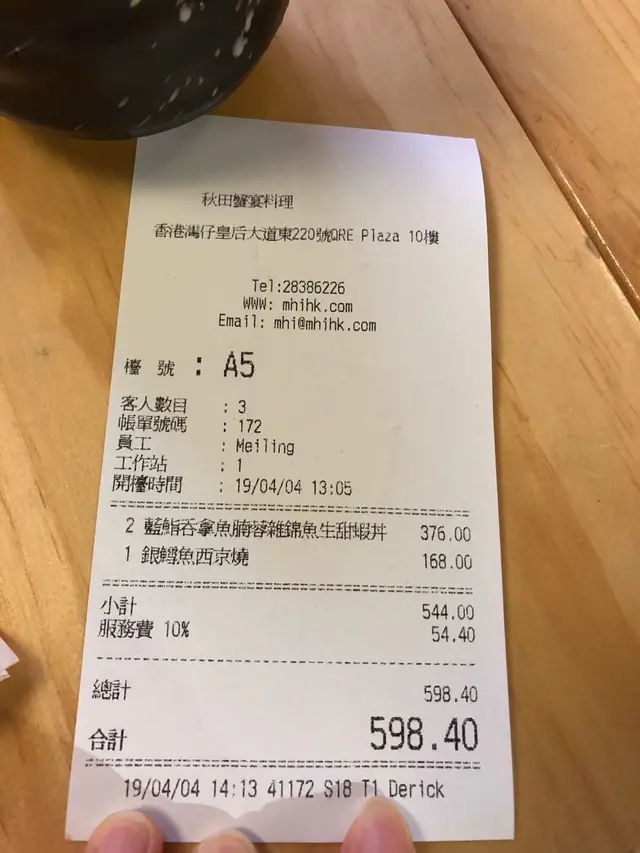 秋田蟹宴料理
香港灣仔皇后大道東220號QRE Plaza 10樓
Tel:28386226
WWW: mhihk.com
Email: mhi@mhihk.com
檯 號 : A5
客人數目 : 3
帳單號碼 : 172
員工 : Meiling
工作站 : 1
開檯時間 : 19/04/04 13:05
2 藍鮨吞拿魚腩蓉雜錦魚生甜蝦丼 376.00
1 銀鱈魚西京燒 168.00
小計 544.00
服務費 10% 54.40
總計 598.40
合計 598.40
19/04/04 14:13 41172 S18 T1 Derick